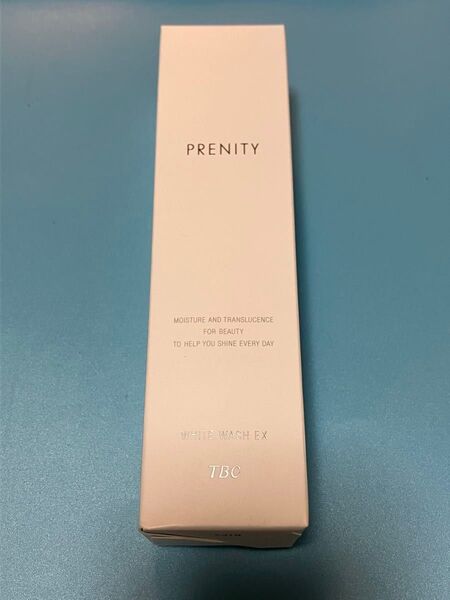 PRENITY
MOISTURE AND TRANSLUCENCE
FOR BEAUTY
TO HELP YOU SHINE EVERY DAY
WHITE WASH EX
TBC